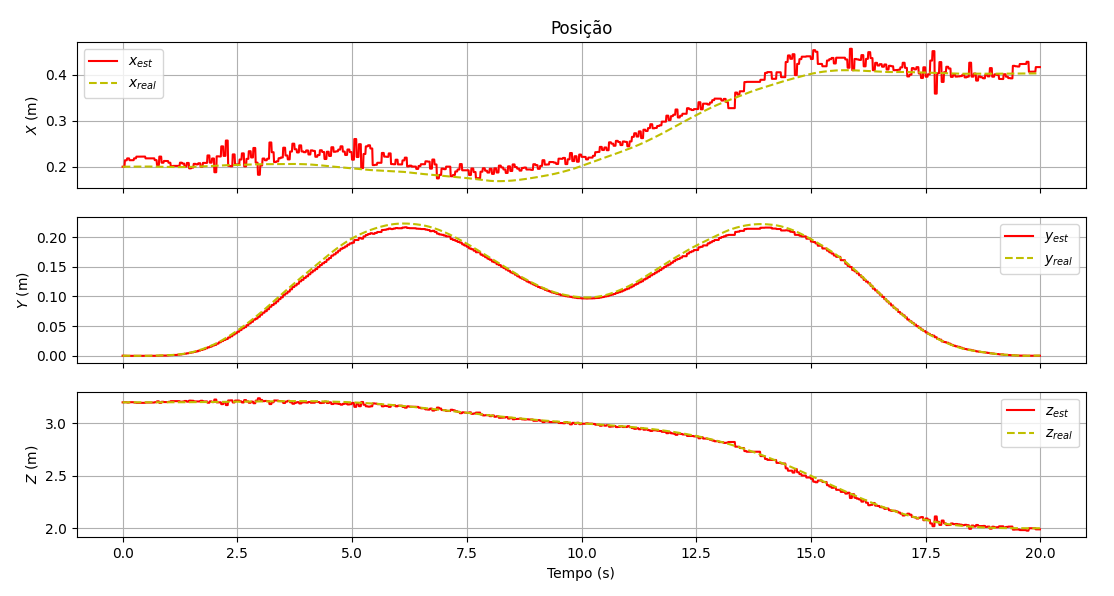 Posição
X (m)
0.4
0.3
0.2
x_est
x_real
Y (m)
0.20
0.15
0.10
0.05
0.00
y_est
y_real
Z (m)
3.0
2.5
2.0
z_est
z_real
0.0 2.5 5.0 7.5 10.0 12.5 15.0 17.5 20.0
Tempo (s)